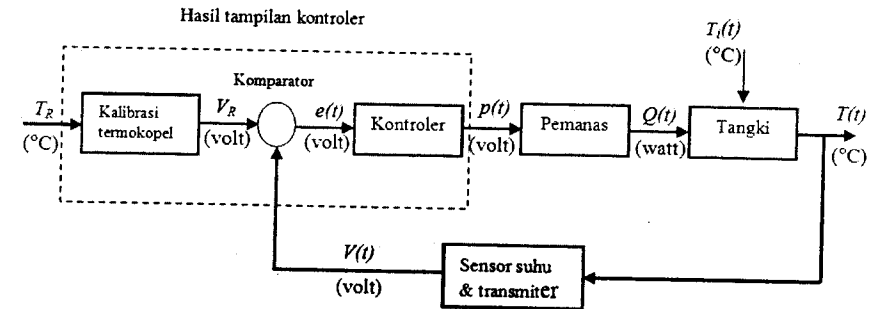 Hasil tampilan kontroler
T_i(t)
(°C)
Komparator
T_R
(°C)
Kalibrasi
termokopel
V_R
(volt)
e(t)
(volt)
Kontroler
p(t)
(volt)
Pemanas
Q(t)
(watt)
Tangki
T(t)
(°C)
V(t)
(volt)
Sensor suhu
& transmiter